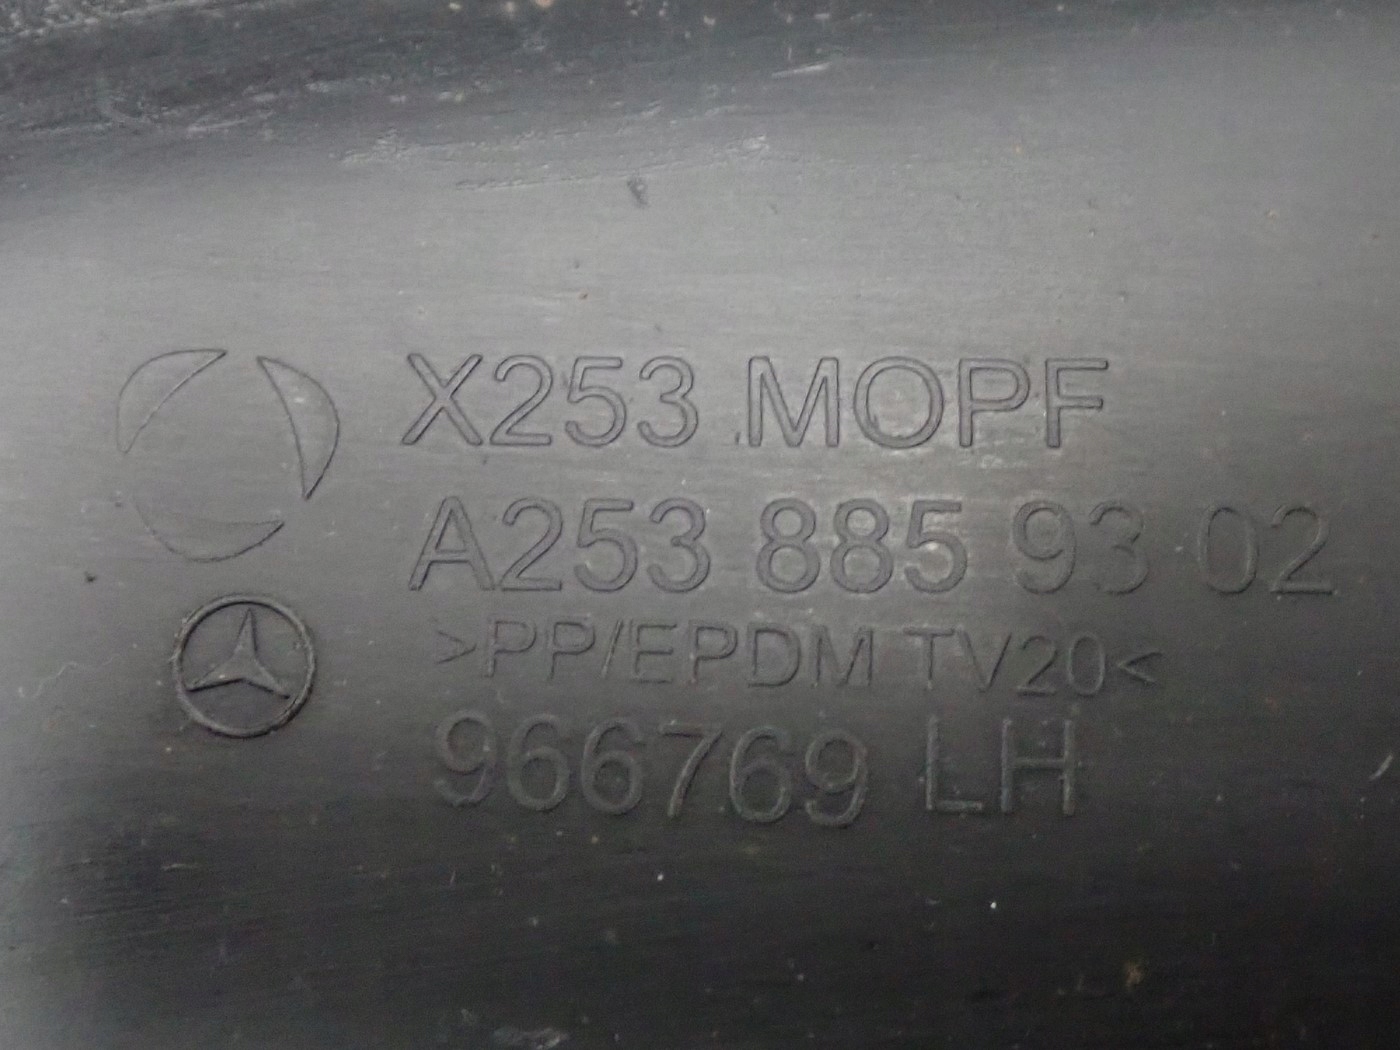 X253 MOPF
A253 885 93 02
>PP/EPDM TV20<
966769 LH